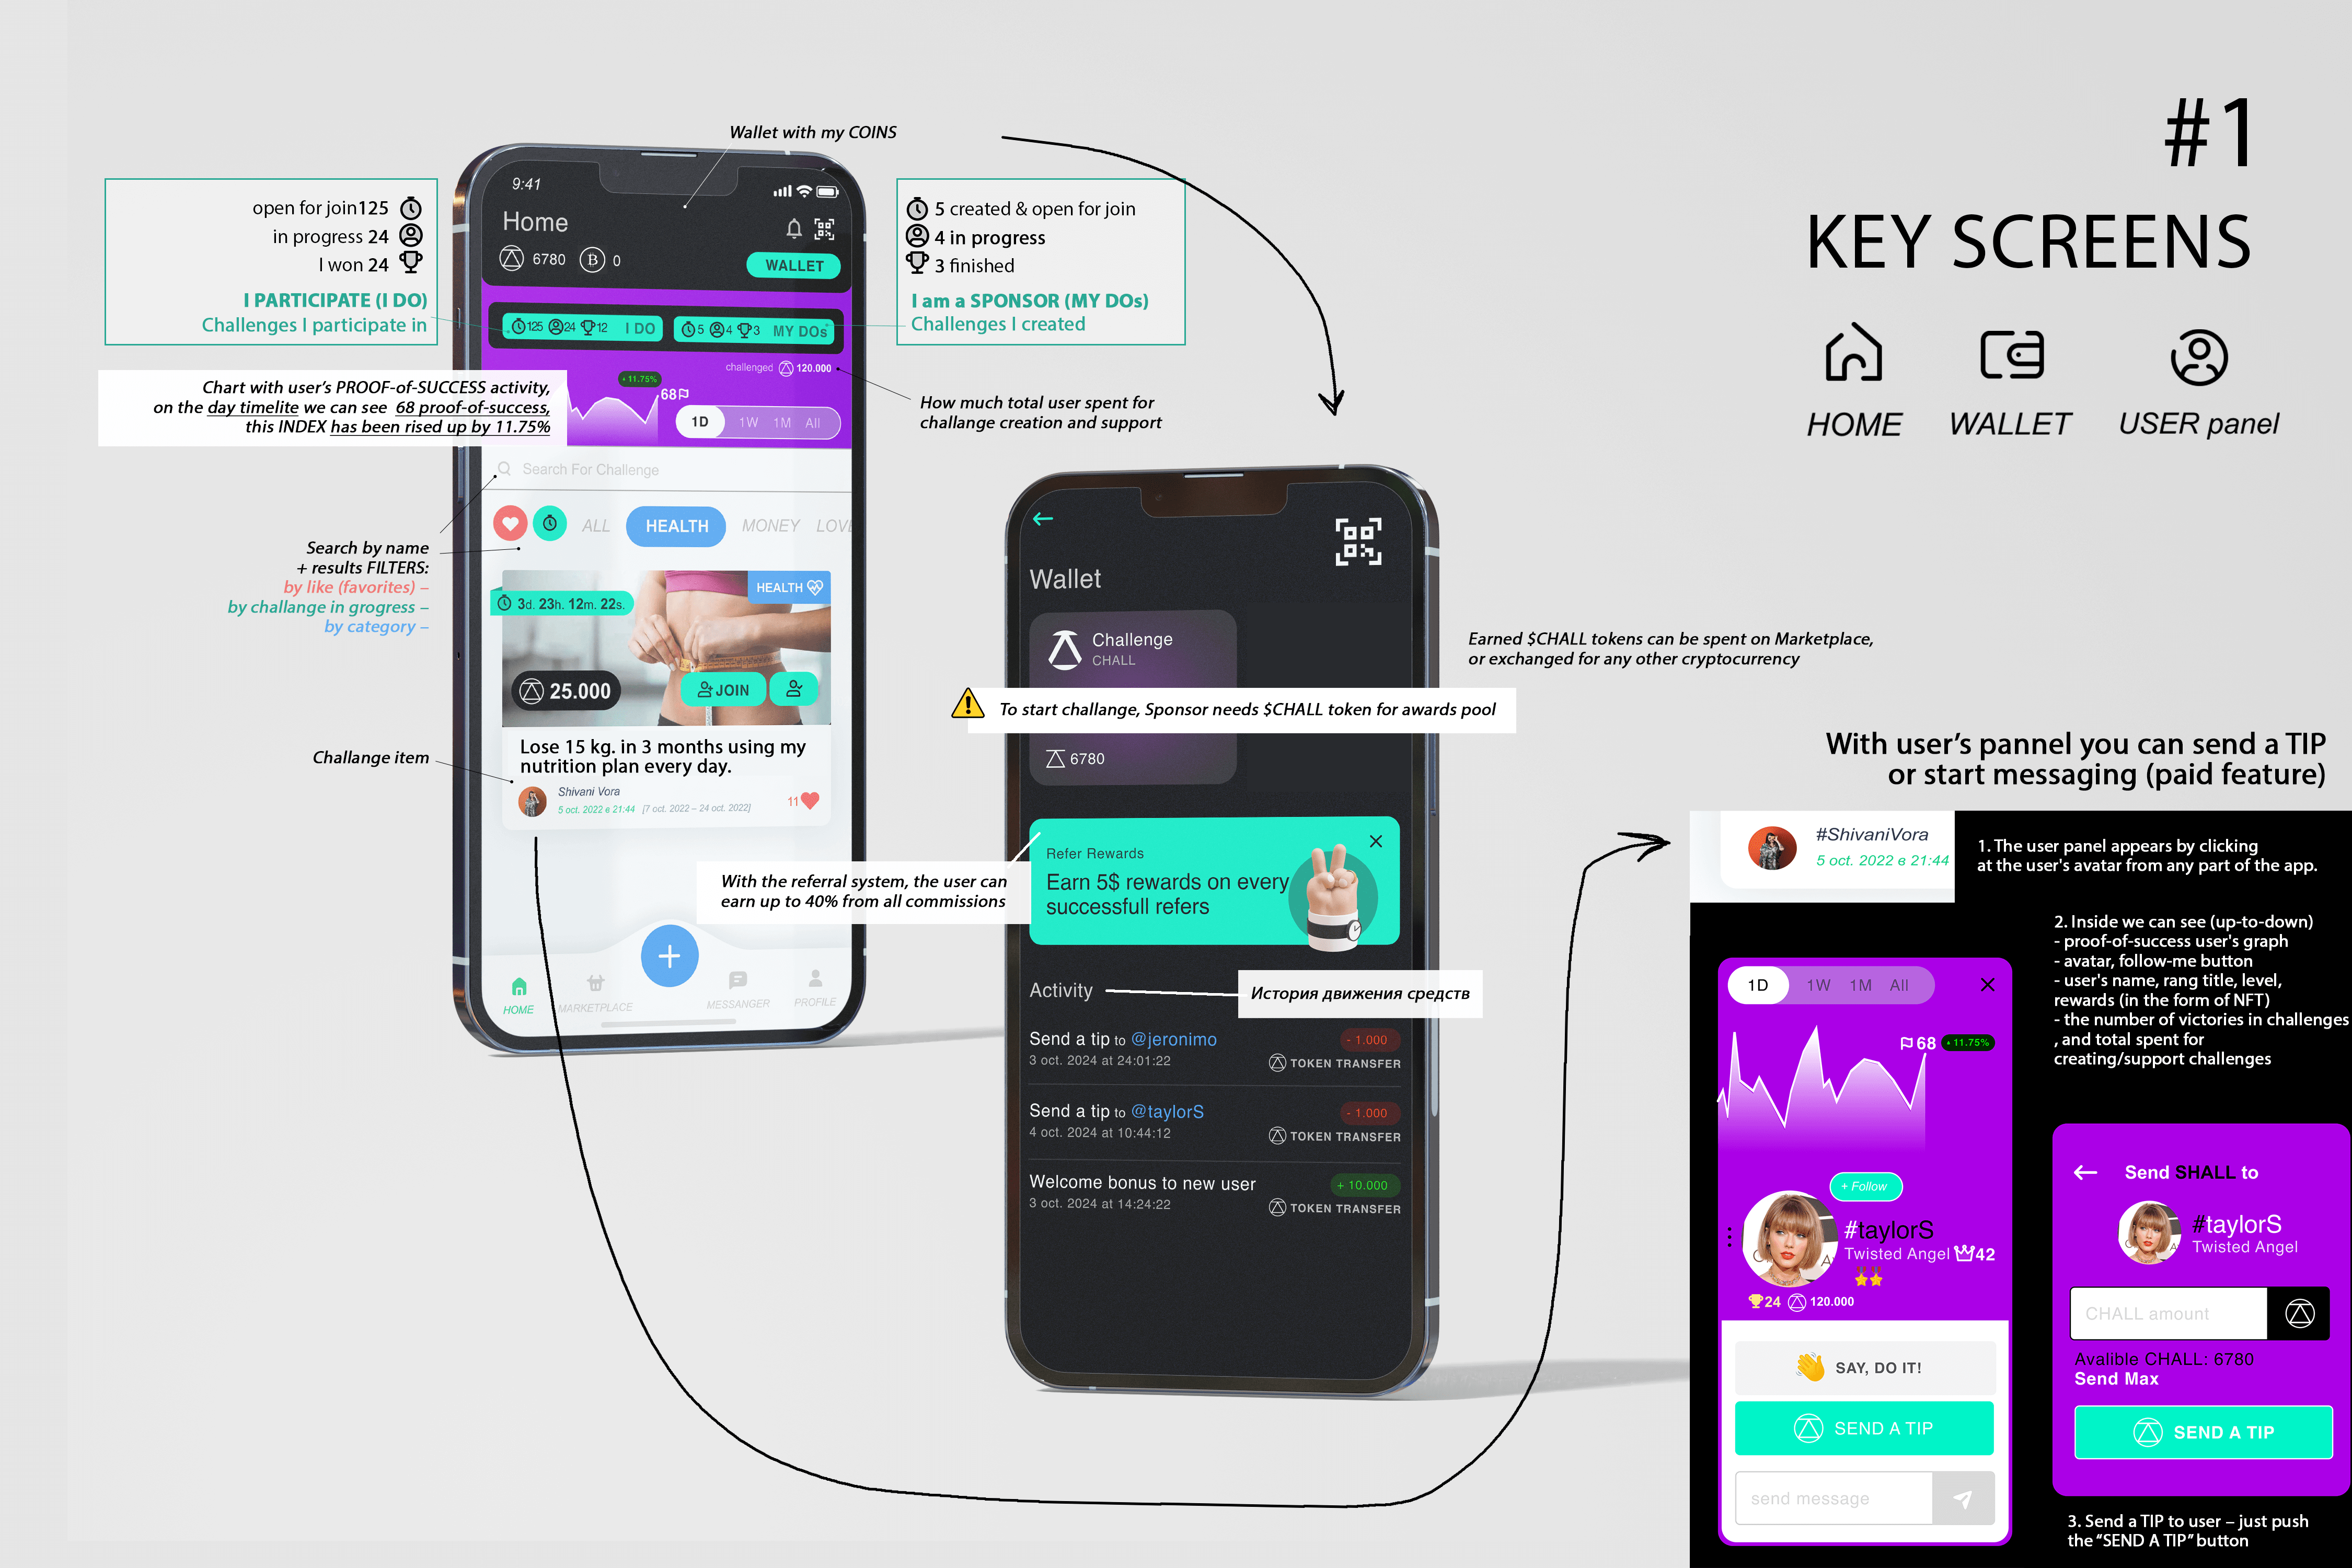 #1
KEY SCREENS
HOME
WALLET
USER panel
Wallet with my COINS
open for join125
in progress 24
I won 24
I PARTICIPATE (I DO)
Challenges I participate in
5 created & open for join
4 in progress
3 finished
I am a SPONSOR (MY DOs)
Challenges I created
Chart with user's PROOF-of-SUCCESS activity,
on the day timelite we can see 68 proof-of-success,
this INDEX has been rised up by 11.75%
How much total user spent for
challange creation and support
Search by name
+ results FILTERS:
by like (favorites) –
by challange in grogress –
by category –
Challange item
9:41
Home
6780 B 0
WALLET
125 24 12 I DO
5 4 3 MY DOs
challenged 120.000
11.75%
68
1D 1W 1M All
Search For Challenge
ALL HEALTH MONEY LOVE
HEALTH
3d. 23h. 12m. 22s.
25.000
JOIN
Lose 15 kg. in 3 months using my
nutrition plan every day.
Shivani Vora
5 oct. 2022 в 21:44 [7 oct. 2022 – 24 oct. 2022]
11
HOME
MARKETPLACE
MESSANGER
PROFILE
Wallet
Challenge
CHALL
To start challange, Sponsor needs $CHALL token for awards pool
6780
Earned $CHALL tokens can be spent on Marketplace,
or exchanged for any other cryptocurrency
With the referral system, the user can
earn up to 40% from all commissions
Refer Rewards
Earn 5$ rewards on every
successfull refers
Activity
История движения средств
Send a tip to @jeronimo
- 1.000
3 oct. 2024 at 24:01:22
TOKEN TRANSFER
Send a tip to @taylorS
- 1.000
4 oct. 2024 at 10:44:12
TOKEN TRANSFER
Welcome bonus to new user
+ 10.000
3 oct. 2024 at 14:24:22
TOKEN TRANSFER
With user's pannel you can send a TIP
or start messaging (paid feature)
#ShivaniVora
5 oct. 2022 в 21:44
1. The user panel appears by clicking
at the user's avatar from any part of the app.
2. Inside we can see (up-to-down)
- proof-of-success user's graph
- avatar, follow-me button
- user's name, rang title, level,
rewards (in the form of NFT)
- the number of victories in challenges
, and total spent for
creating/support challenges
1D 1W 1M All
68 11.75%
+ Follow
#taylorS
Twisted Angel 42
24 120.000
SAY, DO IT!
SEND A TIP
send message
Send SHALL to
#taylorS
Twisted Angel
CHALL amount
Avalible CHALL: 6780
Send Max
SEND A TIP
3. Send a TIP to user – just push
the "SEND A TIP" button